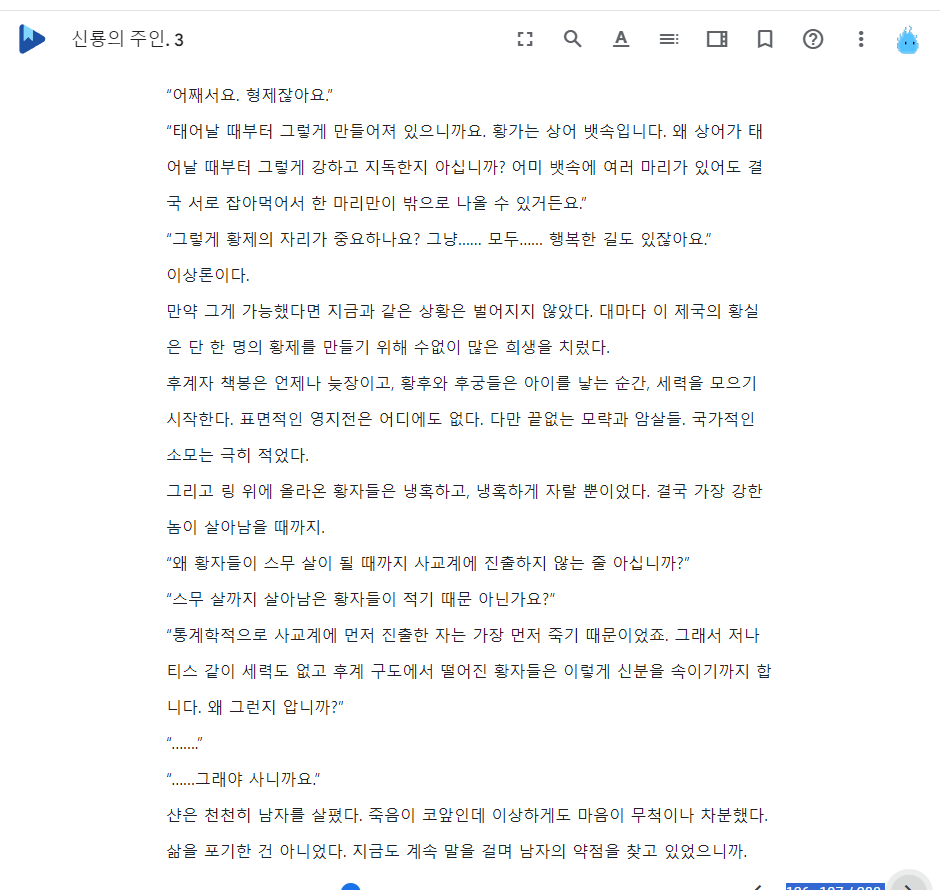 신룡의 주인. 3
"어째서요. 형제잖아요."
"태어날 때부터 그렇게 만들어져 있으니까요. 황가는 상어 뱃속입니다. 왜 상어가 태
어날 때부터 그렇게 강하고 지독한지 아십니까? 어미 뱃속에 여러 마리가 있어도 결
국 서로 잡아먹어서 한 마리만이 밖으로 나올 수 있거든요."
"그렇게 황제의 자리가 중요하나요? 그냥...... 모두...... 행복한 길도 있잖아요."
이상론이다.
만약 그게 가능했다면 지금과 같은 상황은 벌어지지 않았다. 대마다 이 제국의 황실
은 단 한 명의 황제를 만들기 위해 수없이 많은 희생을 치렀다.
후계자 책봉은 언제나 늦장이고, 황후와 후궁들은 아이를 낳는 순간, 세력을 모으기
시작한다. 표면적인 영지전은 어디에도 없다. 다만 끝없는 모략과 암살들. 국가적인
소모는 극히 적었다.
그리고 링 위에 올라온 황자들은 냉혹하고, 냉혹하게 자랄 뿐이었다. 결국 가장 강한
놈이 살아남을 때까지.
"왜 황자들이 스무 살이 될 때까지 사교계에 진출하지 않는 줄 아십니까?"
"스무 살까지 살아남은 황자들이 적기 때문 아닌가요?"
"통계학적으로 사교계에 먼저 진출한 자는 가장 먼저 죽기 때문이었죠. 그래서 저나
티스 같이 세력도 없고 후계 구도에서 떨어진 황자들은 이렇게 신분을 속이기까지 합
니다. 왜 그런지 압니까?"
"......."
"......그래야 사니까요."
샨은 천천히 남자를 살폈다. 죽음이 코앞인데 이상하게도 마음이 무척이나 차분했다.
삶을 포기한 건 아니었다. 지금도 계속 말을 걸며 남자의 약점을 찾고 있었으니까.